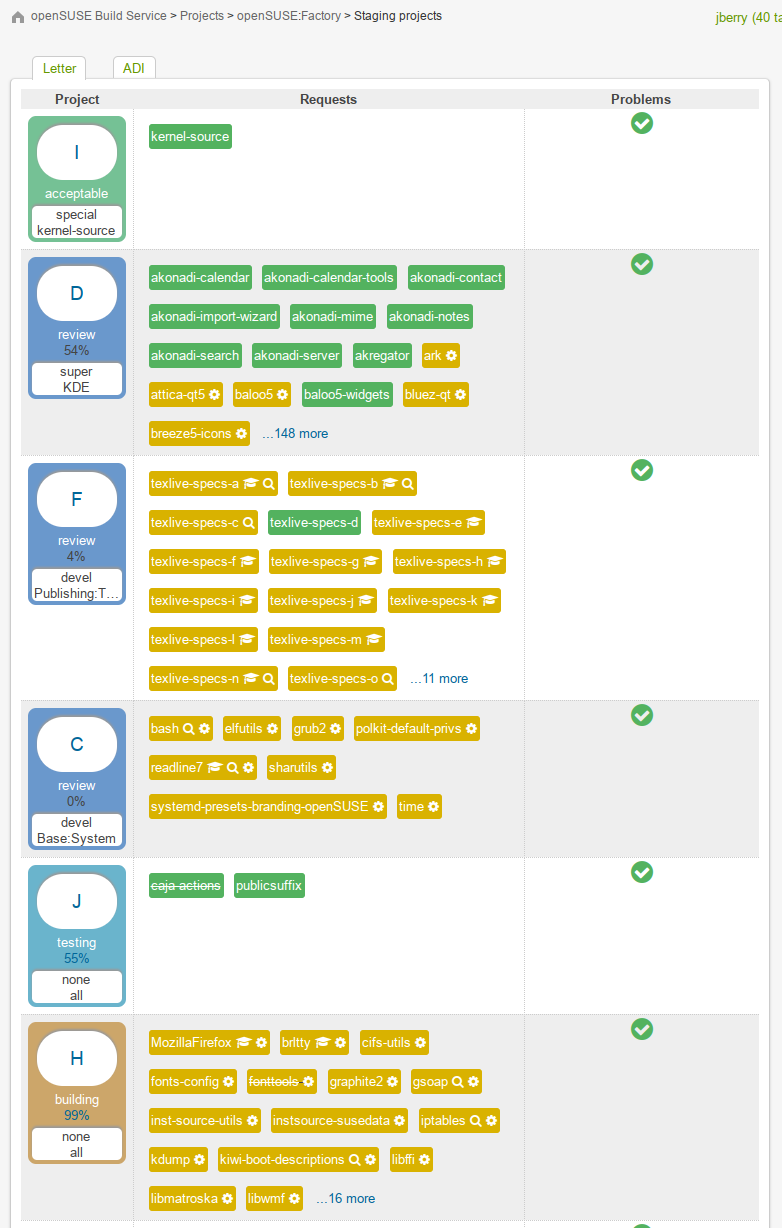 openSUSE Build Service > Projects > openSUSE:Factory > Staging projects
jberry (40 ta
Letter ADI
Project Requests Problems
I
acceptable
special
kernel-source
kernel-source
D
review
54%
super
KDE
akonadi-calendar akonadi-calendar-tools akonadi-contact
akonadi-import-wizard akonadi-mime akonadi-notes
akonadi-search akonadi-server akregator ark
attica-qt5 baloo5 baloo5-widgets bluez-qt
breeze5-icons ...148 more
F
review
4%
devel
Publishing:T...
texlive-specs-a texlive-specs-b
texlive-specs-c texlive-specs-d texlive-specs-e
texlive-specs-f texlive-specs-g texlive-specs-h
texlive-specs-i texlive-specs-j texlive-specs-k
texlive-specs-l texlive-specs-m
texlive-specs-n texlive-specs-o ...11 more
C
review
0%
devel
Base:System
bash elfutils grub2 polkit-default-privs
readline7 sharutils
systemd-presets-branding-openSUSE time
J
testing
55%
none
all
caja-actions publicsuffix
H
building
99%
none
all
MozillaFirefox brltty cifs-utils
fonts-config fonttools graphite2 gsoap
inst-source-utils instsource-susedata iptables
kdump kiwi-boot-descriptions libffi
libmatroska libwmf ...16 more